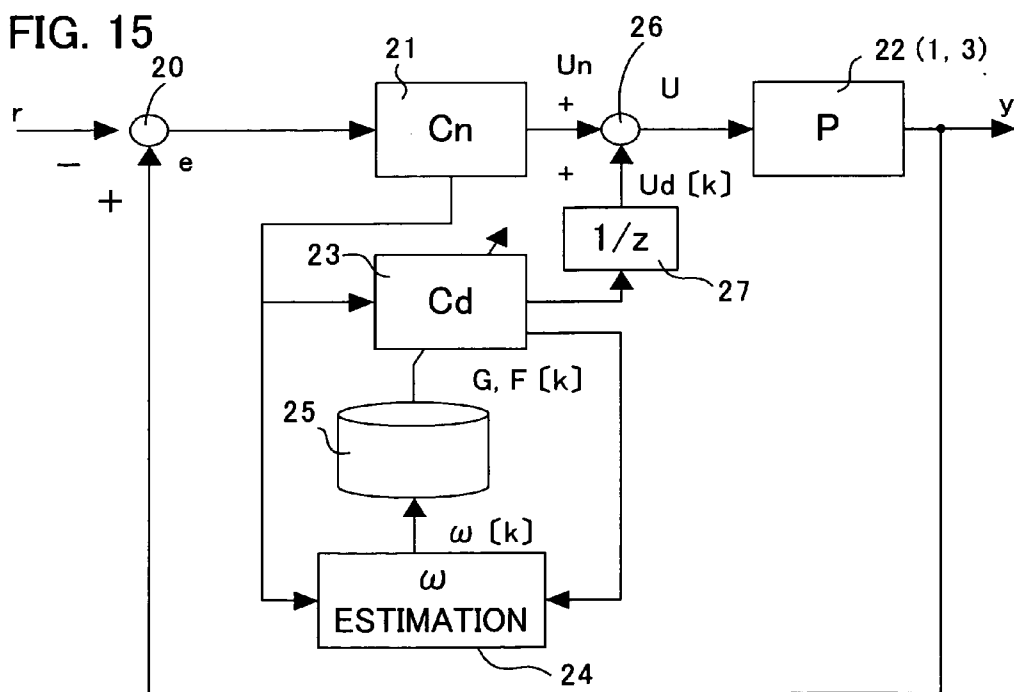 FIG. 15
20
21
26
22 (1, 3)
r
Un
U
y
Cn
P
−
e
+
+
+
Ud〔k〕
1/z
23
27
Cd
G, F〔k〕
25
ω〔k〕
ω
ESTIMATION
24